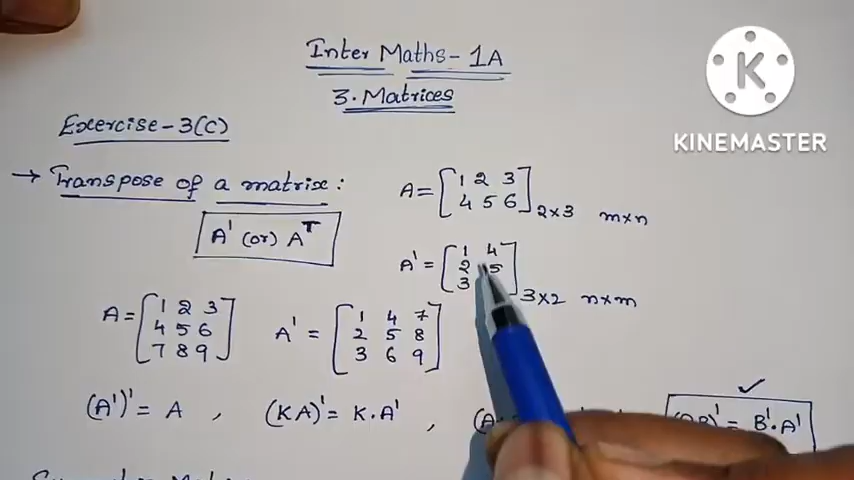 Inter Maths - 1A
3. Matrices
K
KINEMASTER
Exercise - 3(C)
→ Transpose of a matrix :
A' (or) A^T
A = [1 2 3
4 5 6] 2×3 m×n
A' = [1 4
2 5
3 ] 3×2 n×m
A = [1 2 3
4 5 6
7 8 9]
A' = [1 4 7
2 5 8
3 6 9]
(A')' = A , (KA)' = K·A' , (A (AB)' = B'·A' ✓